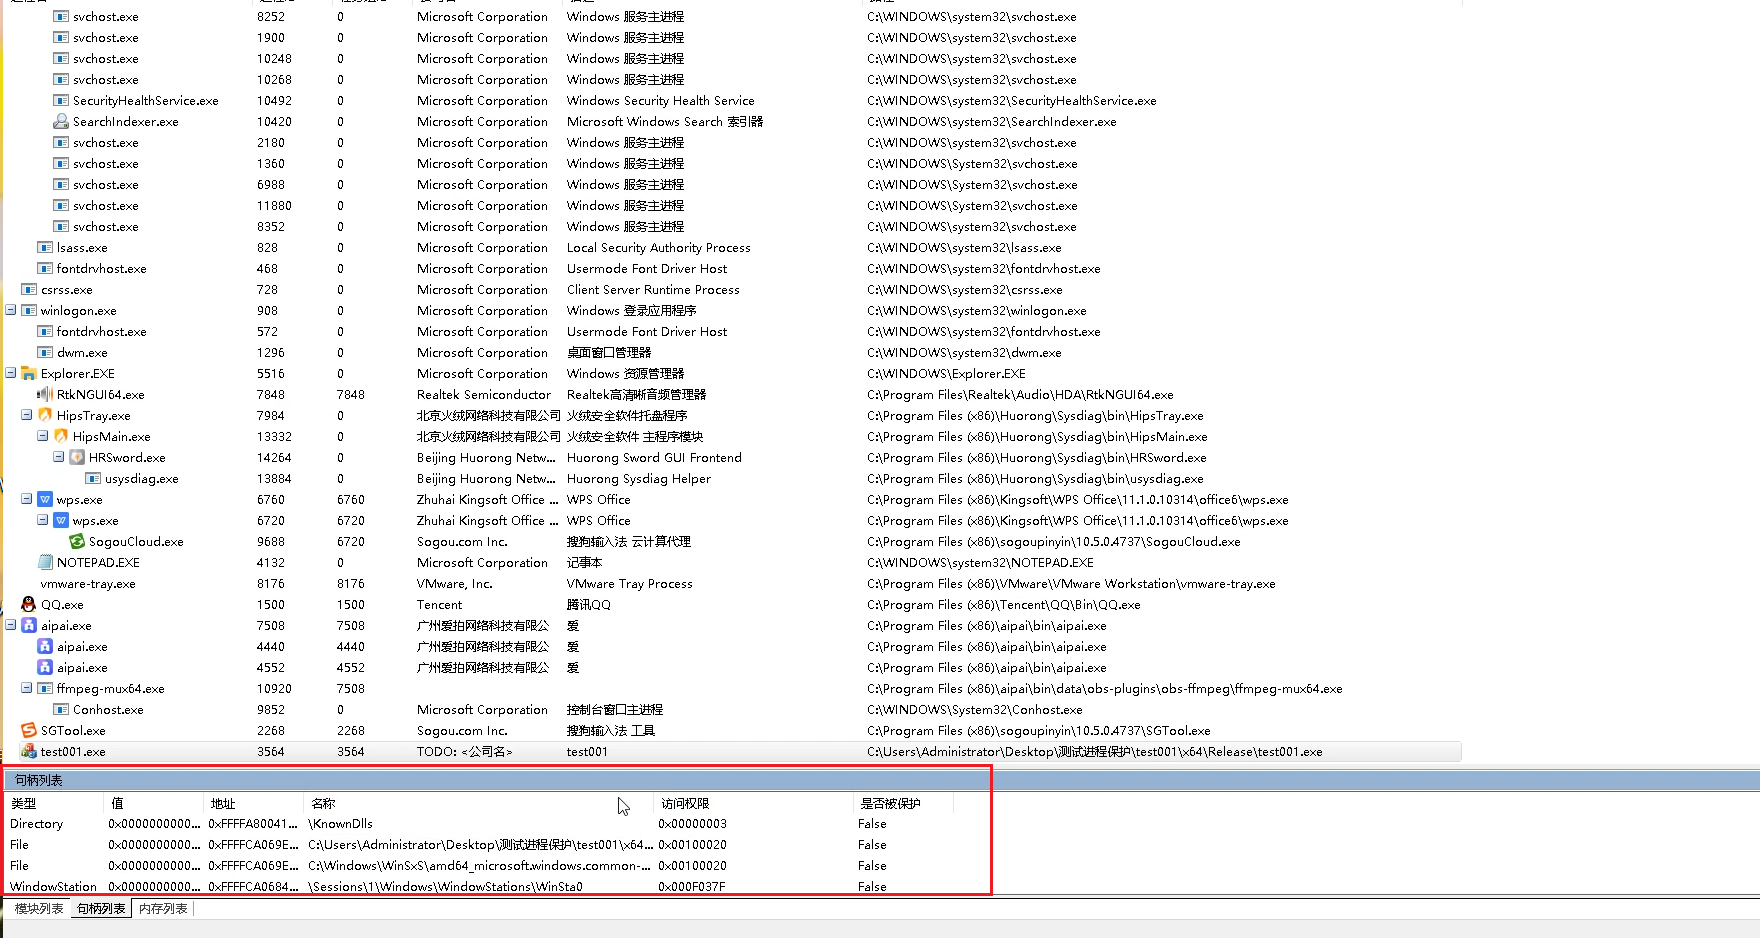 svchost.exe 8252 0 Microsoft Corporation Windows 服务主进程 C:\WINDOWS\system32\svchost.exe
svchost.exe 1900 0 Microsoft Corporation Windows 服务主进程 C:\WINDOWS\system32\svchost.exe
svchost.exe 10248 0 Microsoft Corporation Windows 服务主进程 C:\WINDOWS\system32\svchost.exe
svchost.exe 10268 0 Microsoft Corporation Windows 服务主进程 C:\WINDOWS\system32\svchost.exe
SecurityHealthService.exe 10492 0 Microsoft Corporation Windows Security Health Service C:\WINDOWS\system32\SecurityHealthService.exe
SearchIndexer.exe 10420 0 Microsoft Corporation Microsoft Windows Search 索引器 C:\WINDOWS\system32\SearchIndexer.exe
svchost.exe 2180 0 Microsoft Corporation Windows 服务主进程 C:\WINDOWS\system32\svchost.exe
svchost.exe 1360 0 Microsoft Corporation Windows 服务主进程 C:\WINDOWS\System32\svchost.exe
svchost.exe 6988 0 Microsoft Corporation Windows 服务主进程 C:\WINDOWS\System32\svchost.exe
svchost.exe 11880 0 Microsoft Corporation Windows 服务主进程 C:\WINDOWS\System32\svchost.exe
svchost.exe 8352 0 Microsoft Corporation Windows 服务主进程 C:\WINDOWS\system32\svchost.exe
lsass.exe 828 0 Microsoft Corporation Local Security Authority Process C:\WINDOWS\system32\lsass.exe
fontdrvhost.exe 468 0 Microsoft Corporation Usermode Font Driver Host C:\WINDOWS\system32\fontdrvhost.exe
csrss.exe 728 0 Microsoft Corporation Client Server Runtime Process C:\WINDOWS\system32\csrss.exe
winlogon.exe 908 0 Microsoft Corporation Windows 登录应用程序 C:\WINDOWS\system32\winlogon.exe
fontdrvhost.exe 572 0 Microsoft Corporation Usermode Font Driver Host C:\WINDOWS\system32\fontdrvhost.exe
dwm.exe 1296 0 Microsoft Corporation 桌面窗口管理器 C:\WINDOWS\system32\dwm.exe
Explorer.EXE 5516 0 Microsoft Corporation Windows 资源管理器 C:\WINDOWS\Explorer.EXE
RtkNGUI64.exe 7848 7848 Realtek Semiconductor Realtek高清晰音频管理器 C:\Program Files\Realtek\Audio\HDA\RtkNGUI64.exe
HipsTray.exe 7984 0 北京火绒网络科技有限公司 火绒安全软件托盘程序 C:\Program Files (x86)\Huorong\Sysdiag\bin\HipsTray.exe
HipsMain.exe 13332 0 北京火绒网络科技有限公司 火绒安全软件 主程序模块 C:\Program Files (x86)\Huorong\Sysdiag\bin\HipsMain.exe
HRSword.exe 14264 0 Beijing Huorong Netw... Huorong Sword GUI Frontend C:\Program Files (x86)\Huorong\Sysdiag\bin\HRSword.exe
usysdiag.exe 13884 0 Beijing Huorong Netw... Huorong Sysdiag Helper C:\Program Files (x86)\Huorong\Sysdiag\bin\usysdiag.exe
wps.exe 6760 6760 Zhuhai Kingsoft Office ... WPS Office C:\Program Files (x86)\Kingsoft\WPS Office\11.1.0.10314\office6\wps.exe
wps.exe 6720 6720 Zhuhai Kingsoft Office ... WPS Office C:\Program Files (x86)\Kingsoft\WPS Office\11.1.0.10314\office6\wps.exe
SogouCloud.exe 9688 6720 Sogou.com Inc. 搜狗输入法 云计算代理 C:\Program Files (x86)\sogoupinyin\10.5.0.4737\SogouCloud.exe
NOTEPAD.EXE 4132 0 Microsoft Corporation 记事本 C:\WINDOWS\system32\NOTEPAD.EXE
vmware-tray.exe 8176 8176 VMware, Inc. VMware Tray Process C:\Program Files (x86)\VMware\VMware Workstation\vmware-tray.exe
QQ.exe 1500 1500 Tencent 腾讯QQ C:\Program Files (x86)\Tencent\QQ\Bin\QQ.exe
aipai.exe 7508 7508 广州爱拍网络科技有限公 爱 C:\Program Files (x86)\aipai\bin\aipai.exe
aipai.exe 4440 4440 广州爱拍网络科技有限公 爱 C:\Program Files (x86)\aipai\bin\aipai.exe
aipai.exe 4552 4552 广州爱拍网络科技有限公 爱 C:\Program Files (x86)\aipai\bin\aipai.exe
ffmpeg-mux64.exe 10920 7508 C:\Program Files (x86)\aipai\bin\data\obs-plugins\obs-ffmpeg\ffmpeg-mux64.exe
Conhost.exe 9852 0 Microsoft Corporation 控制台窗口主进程 C:\WINDOWS\System32\Conhost.exe
SGTool.exe 2268 2268 Sogou.com Inc. 搜狗输入法 工具 C:\Program Files (x86)\sogoupinyin\10.5.0.4737\SGTool.exe
test001.exe 3564 3564 TODO: <公司名> test001 C:\Users\Administrator\Desktop\测试进程保护\test001\x64\Release\test001.exe
句柄列表
类型 值 地址 名称 访问权限 是否被保护
Directory 0x0000000000... 0xFFFFA80041... \KnownDlls 0x00000003 False
File 0x0000000000... 0xFFFFCA069E... C:\Users\Administrator\Desktop\测试进程保护\test001\x64... 0x00100020 False
File 0x0000000000... 0xFFFFCA069E... C:\Windows\WinSxS\amd64_microsoft.windows.common-... 0x00100020 False
WindowStation 0x0000000000... 0xFFFFCA0684... \Sessions\1\Windows\WindowStations\WinSta0 0x000F037F False
模块列表 句柄列表 内存列表